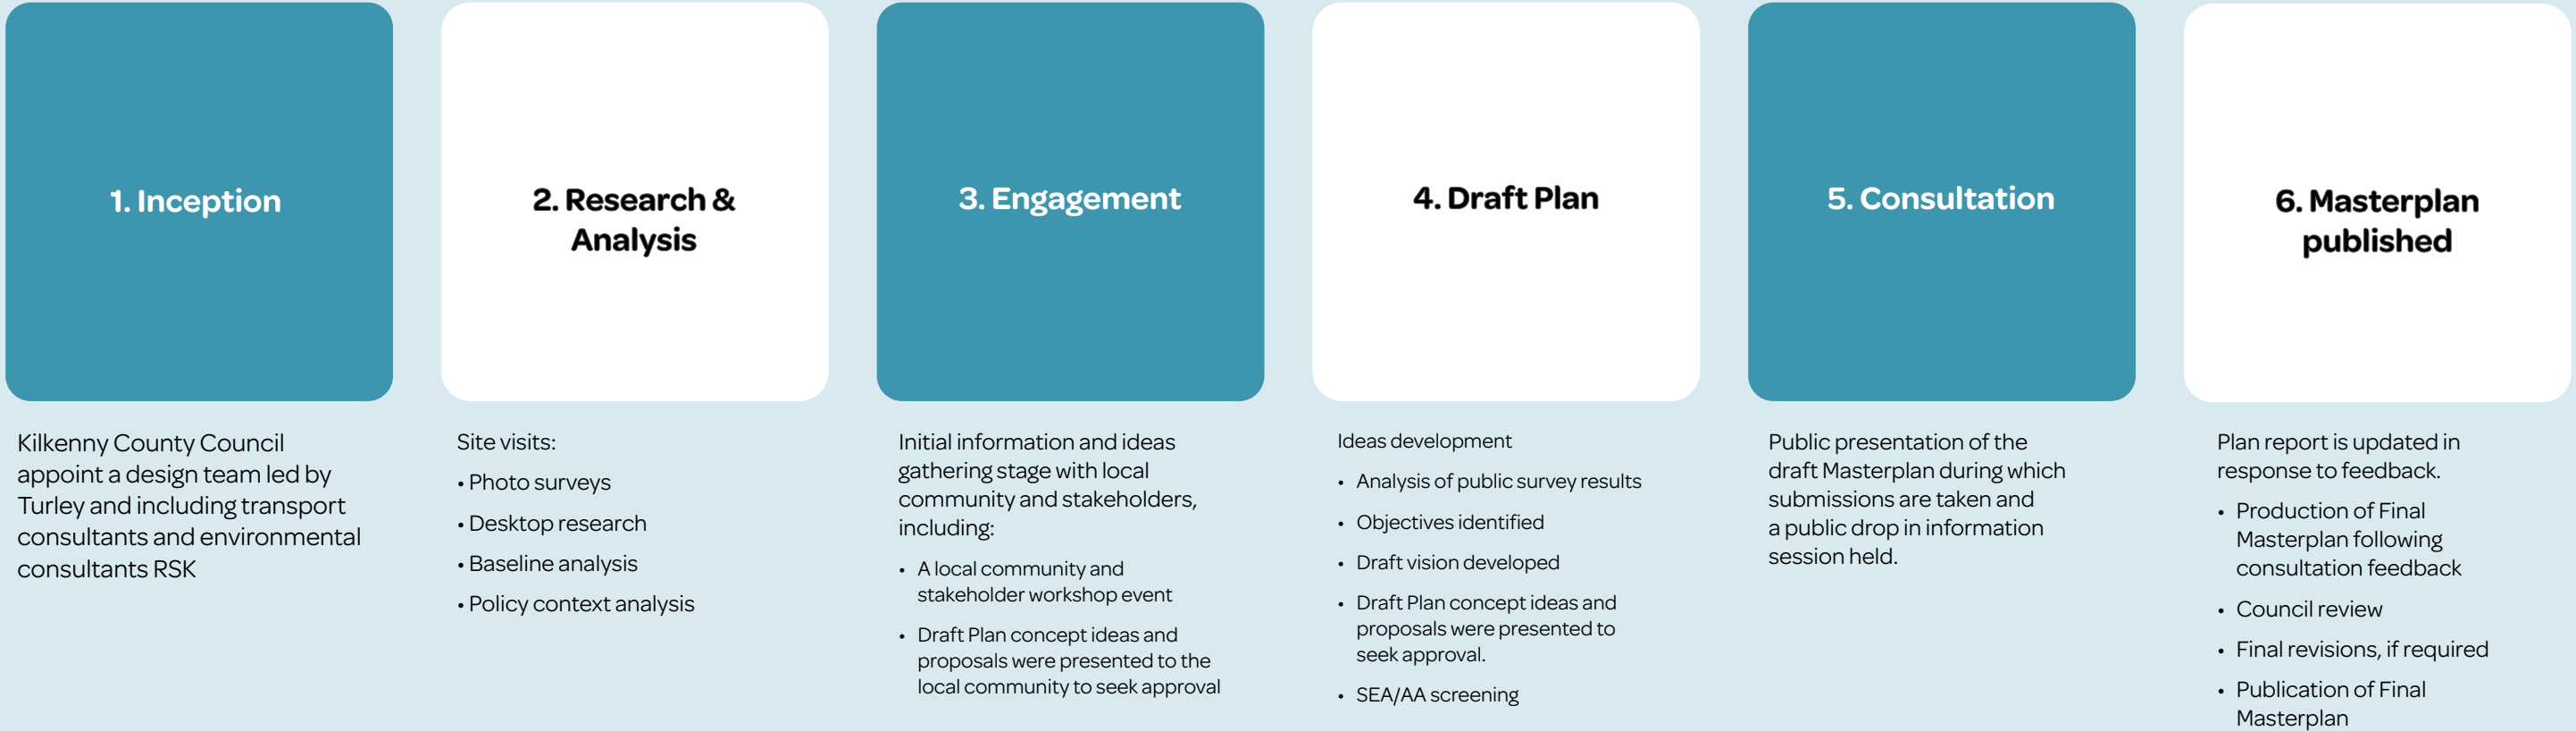 1. Inception
Kilkenny County Council
appoint a design team led by
Turley and including transport
consultants and environmental
consultants RSK
2. Research &
Analysis
Site visits:
• Photo surveys
• Desktop research
• Baseline analysis
• Policy context analysis
3. Engagement
Initial information and ideas
gathering stage with local
community and stakeholders,
including:
• A local community and
stakeholder workshop event
• Draft Plan concept ideas and
proposals were presented to the
local community to seek approval
4. Draft Plan
Ideas development
• Analysis of public survey results
• Objectives identified
• Draft vision developed
• Draft Plan concept ideas and
proposals were presented to
seek approval.
• SEA/AA screening
5. Consultation
Public presentation of the
draft Masterplan during which
submissions are taken and
a public drop in information
session held.
6. Masterplan
published
Plan report is updated in
response to feedback.
• Production of Final
Masterplan following
consultation feedback
• Council review
• Final revisions, if required
• Publication of Final
Masterplan